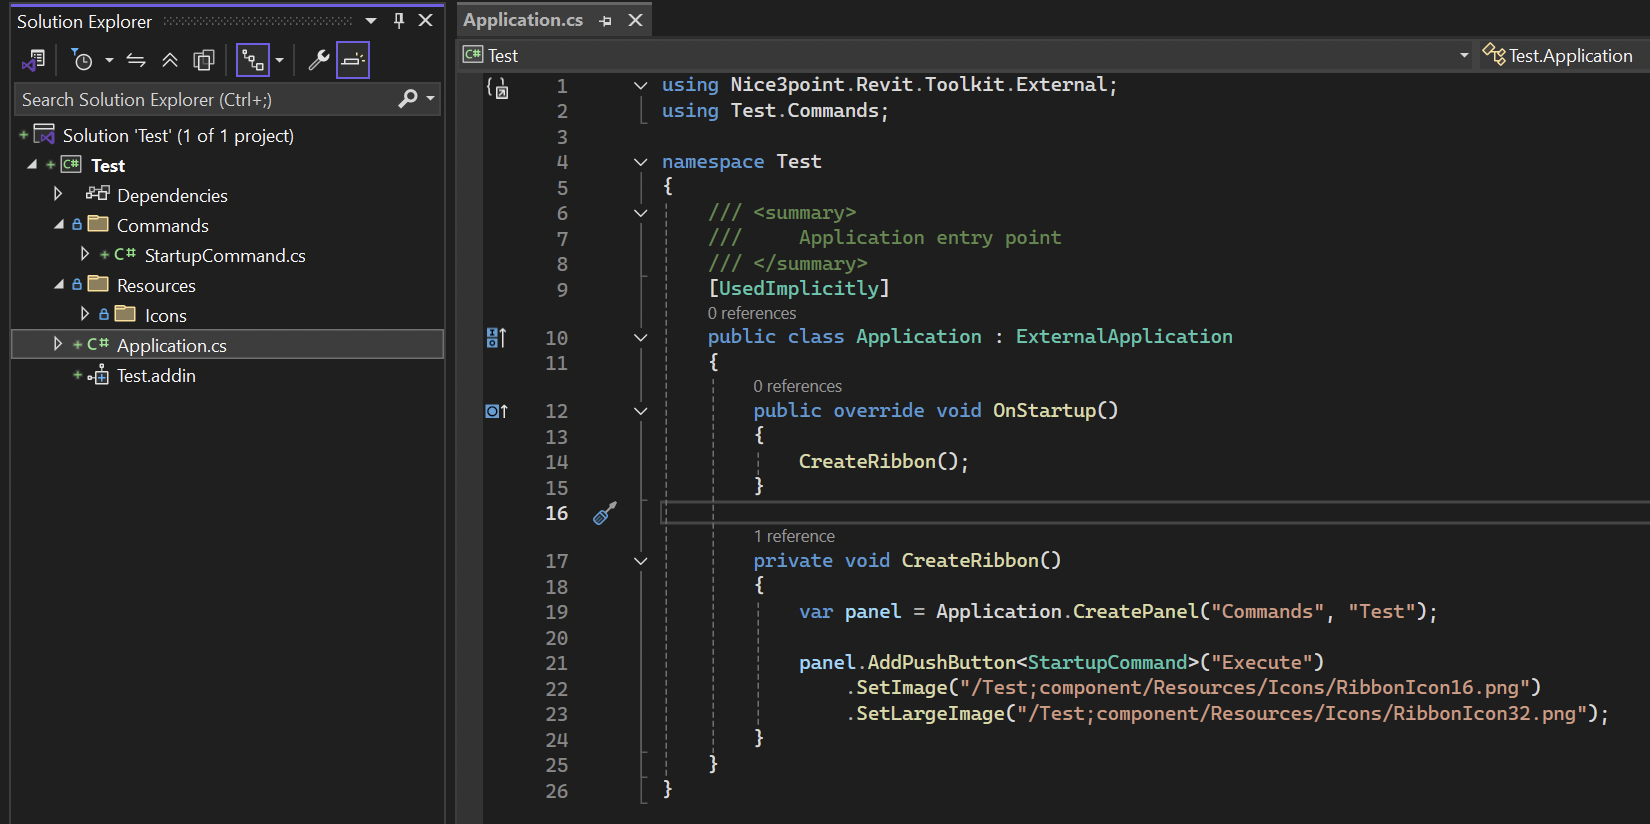 Solution Explorer
Search Solution Explorer (Ctrl+;)
Solution 'Test' (1 of 1 project)
C# Test
Dependencies
Commands
C# StartupCommand.cs
Resources
Icons
C# Application.cs
Test.addin
Application.cs
C# Test
Test.Application
1 using Nice3point.Revit.Toolkit.External;
2 using Test.Commands;
3
4 namespace Test
5 {
6 /// <summary>
7 ///     Application entry point
8 /// </summary>
9 [UsedImplicitly]
0 references
10 public class Application : ExternalApplication
11 {
0 references
12 public override void OnStartup()
13 {
14 CreateRibbon();
15 }
16
1 reference
17 private void CreateRibbon()
18 {
19 var panel = Application.CreatePanel("Commands", "Test");
20
21 panel.AddPushButton<StartupCommand>("Execute")
22 .SetImage("/Test;component/Resources/Icons/RibbonIcon16.png")
23 .SetLargeImage("/Test;component/Resources/Icons/RibbonIcon32.png");
24 }
25 }
26 }